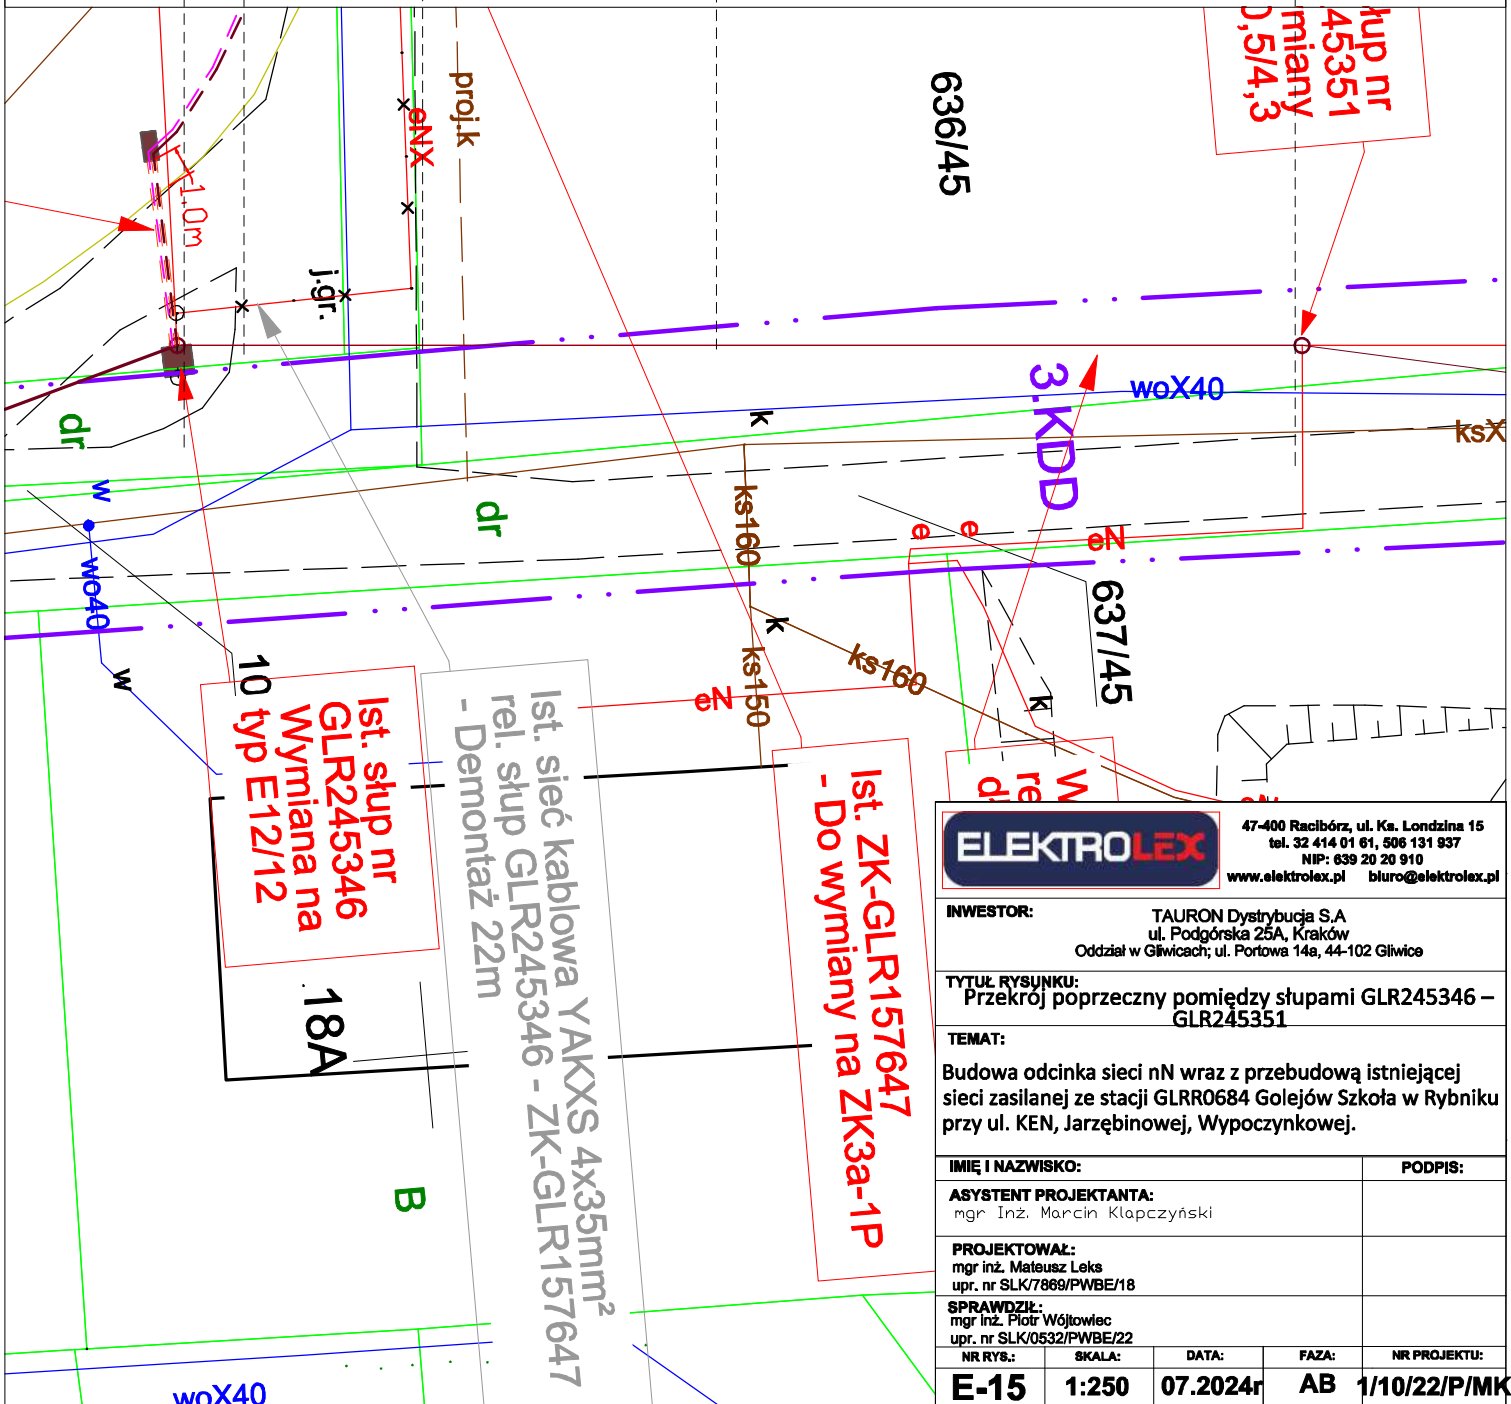 słup nr
45351
miany
0,5/4,3
636/45
proj.k
eNX
1.0m
j.gr.
3.KDD
woX40
ksX
k
dr
dr
w
wo40
w
ks160
e
e
eN
637/45
k
ks160
ks150
eN
k
10
Ist. słup nr
GLR245346
Wymiana na
typ E12/12
Ist. sieć kablowa YAKXS 4x35mm²
rel. słup GLR245346 - ZK-GLR157647
- Demontaż 22m
Ist. ZK-GLR157647
- Do wymiany na ZK3a-1P
W
re
d
18A
B
woX40
ELEKTROLEX
47-400 Racibórz, ul. Ks. Londzina 15
tel. 32 414 01 61, 506 131 937
NIP: 639 20 20 910
www.elektrolex.pl biuro@elektrolex.pl
INWESTOR:
TAURON Dystrybucja S.A
ul. Podgórska 25A, Kraków
Oddział w Gliwicach; ul. Portowa 14a, 44-102 Gliwice
TYTUŁ RYSUNKU:
Przekrój poprzeczny pomiędzy słupami GLR245346 –
GLR245351
TEMAT:
Budowa odcinka sieci nN wraz z przebudową istniejącej
sieci zasilanej ze stacji GLRR0684 Golejów Szkoła w Rybniku
przy ul. KEN, Jarzębinowej, Wypoczynkowej.
IMIĘ I NAZWISKO:
PODPIS:
ASYSTENT PROJEKTANTA:
mgr Inż. Marcin Klapczyński
PROJEKTOWAŁ:
mgr inż. Mateusz Leks
upr. nr SLK/7869/PWBE/18
SPRAWDZIŁ:
mgr inż. Piotr Wójtowiec
upr. nr SLK/0532/PWBE/22
NR RYS.: SKALA: DATA: FAZA: NR PROJEKTU:
E-15 1:250 07.2024r AB 1/10/22/P/MK